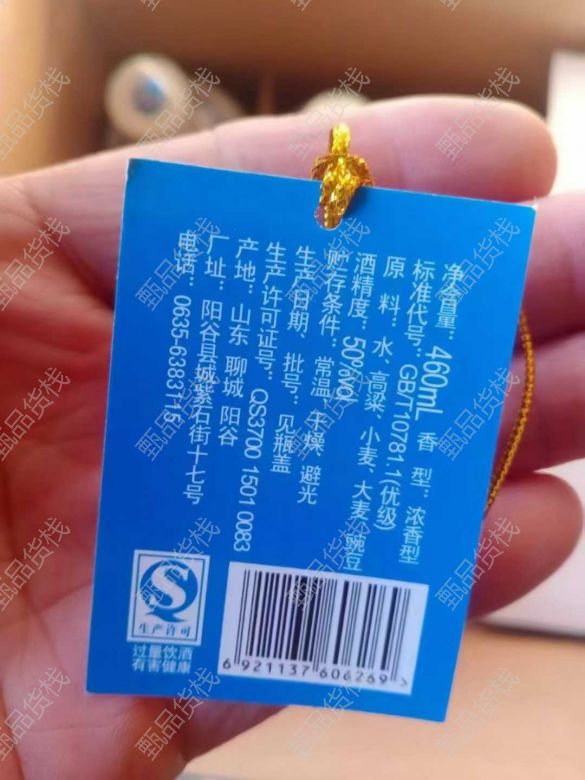 净含量：460mL 香 型：浓香型
标准代号：GB/T10781.1(优级)
原 料：水、高粱、小麦、大麦、豌豆
酒精度：50%vol
贮存条件：常温、干燥、避光
生产日期、批号：见瓶盖
生产许可证号：QS3700 1501 0083
产地：山东 聊城 阳谷
厂址：阳谷县城紫石街十七号
电话：0635-6383715
生产许可
过量饮酒
有害健康
6 921137 606269 >
甄品货栈